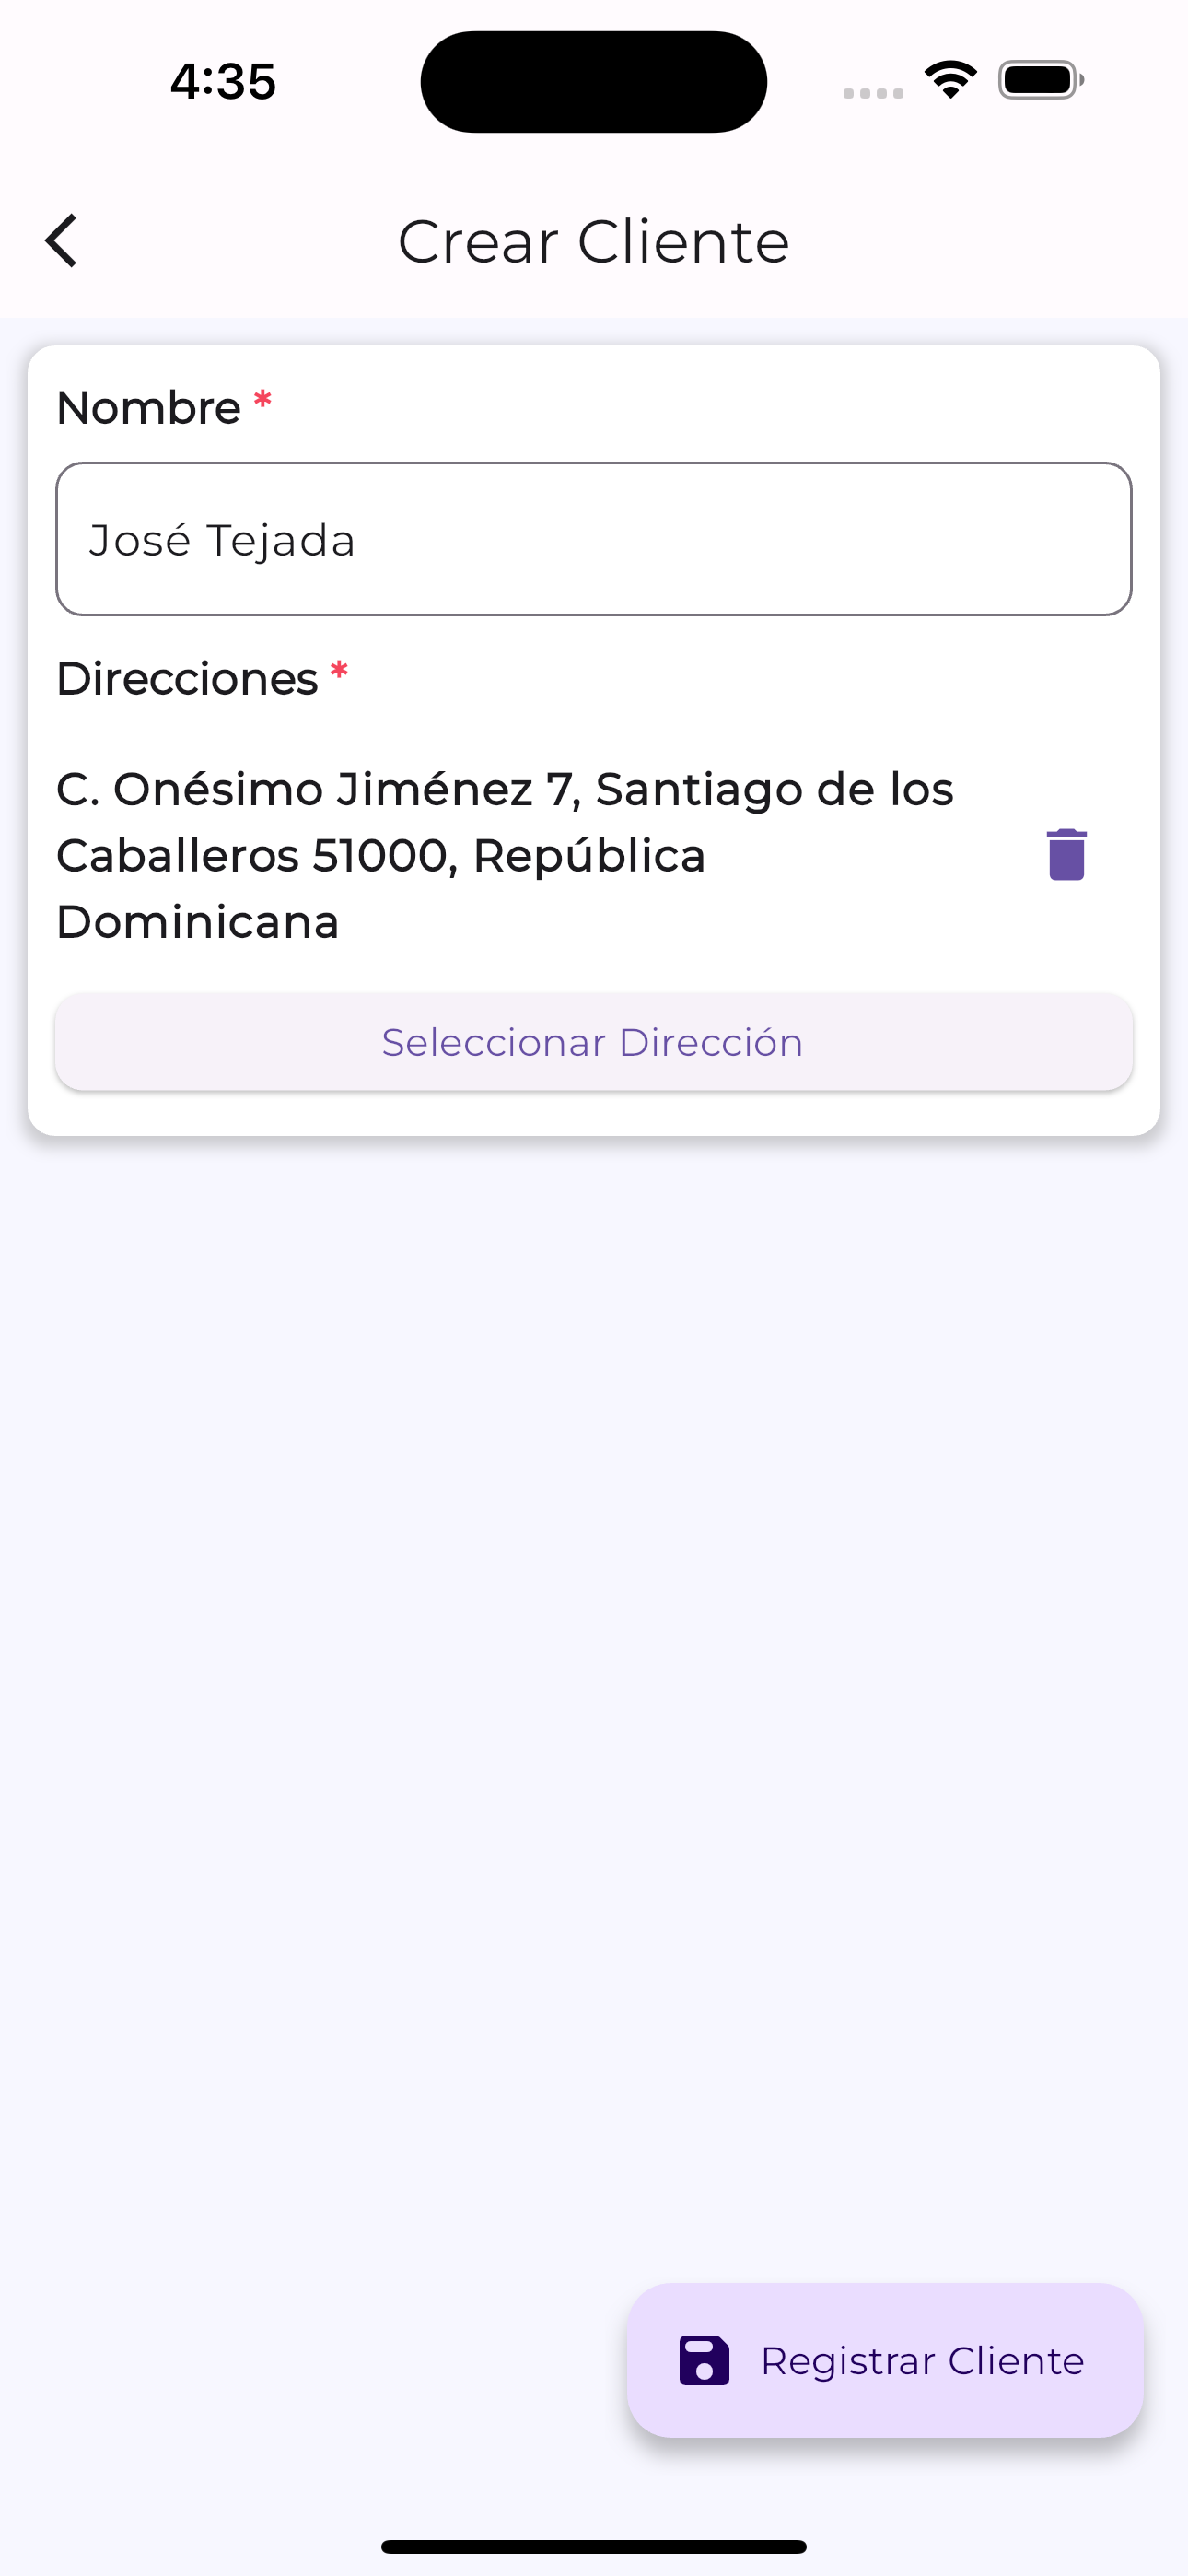 4:35
Crear Cliente
Nombre *
José Tejada
Direcciones *
C. Onésimo Jiménez 7, Santiago de los
Caballeros 51000, República
Dominicana
Seleccionar Dirección
Registrar Cliente